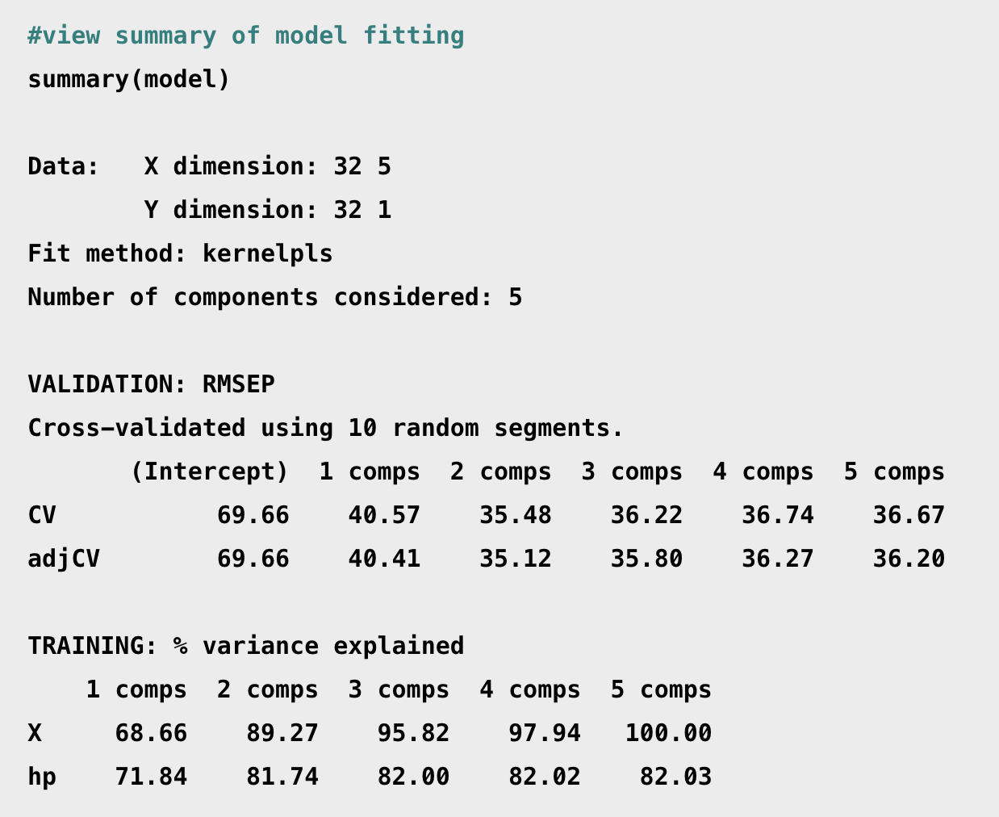 #view summary of model fitting
summary(model)
Data:   X dimension: 32 5
        Y dimension: 32 1
Fit method: kernelpls
Number of components considered: 5
VALIDATION: RMSEP
Cross-validated using 10 random segments.
       (Intercept)  1 comps  2 comps  3 comps  4 comps  5 comps
CV           69.66    40.57    35.48    36.22    36.74    36.67
adjCV        69.66    40.41    35.12    35.80    36.27    36.20
TRAINING: % variance explained
    1 comps  2 comps  3 comps  4 comps  5 comps
X     68.66    89.27    95.82    97.94   100.00
hp    71.84    81.74    82.00    82.02    82.03